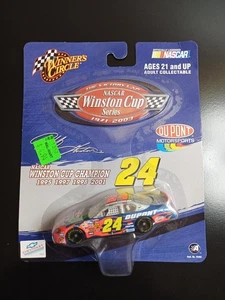 WINNER'S
CIRCLE
NASCAR
AGES 21 and UP
ADULT COLLECTABLE
THE VICTORY LAP
NASCAR
Winston Cup
Series
1971-2003
DUPONT
MOTORSPORTS
24
NASCAR
WINSTON CUP CHAMPION
1995 1997 1998 2001
DUPONT
24